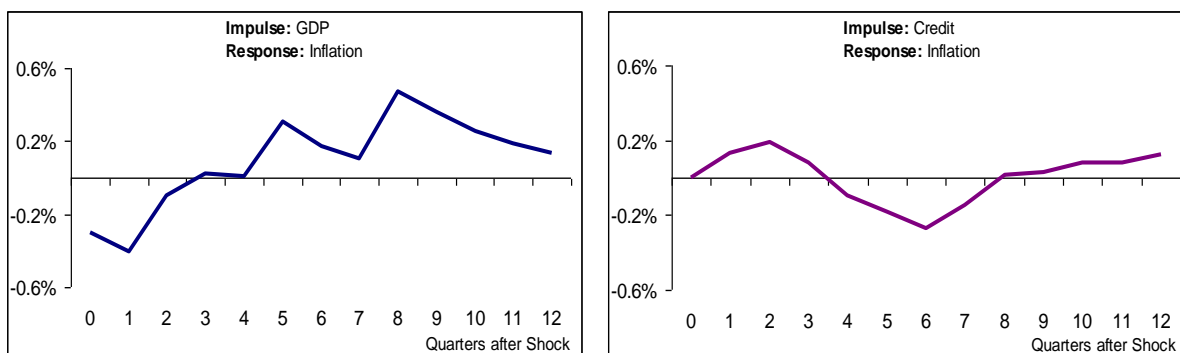 Impulse: GDP
Response: Inflation
0.6%
0.2%
-0.2%
-0.6%
0 1 2 3 4 5 6 7 8 9 10 11 12
Quarters after Shock
Impulse: Credit
Response: Inflation
0.6%
0.2%
-0.2%
-0.6%
0 1 2 3 4 5 6 7 8 9 10 11 12
Quarters after Shock